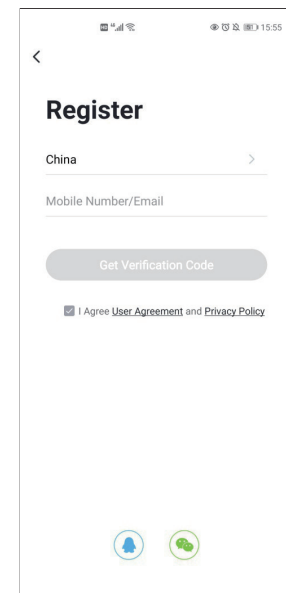 15:55
Register
China
Mobile Number/Email
Get Verification Code
I Agree User Agreement and Privacy Policy